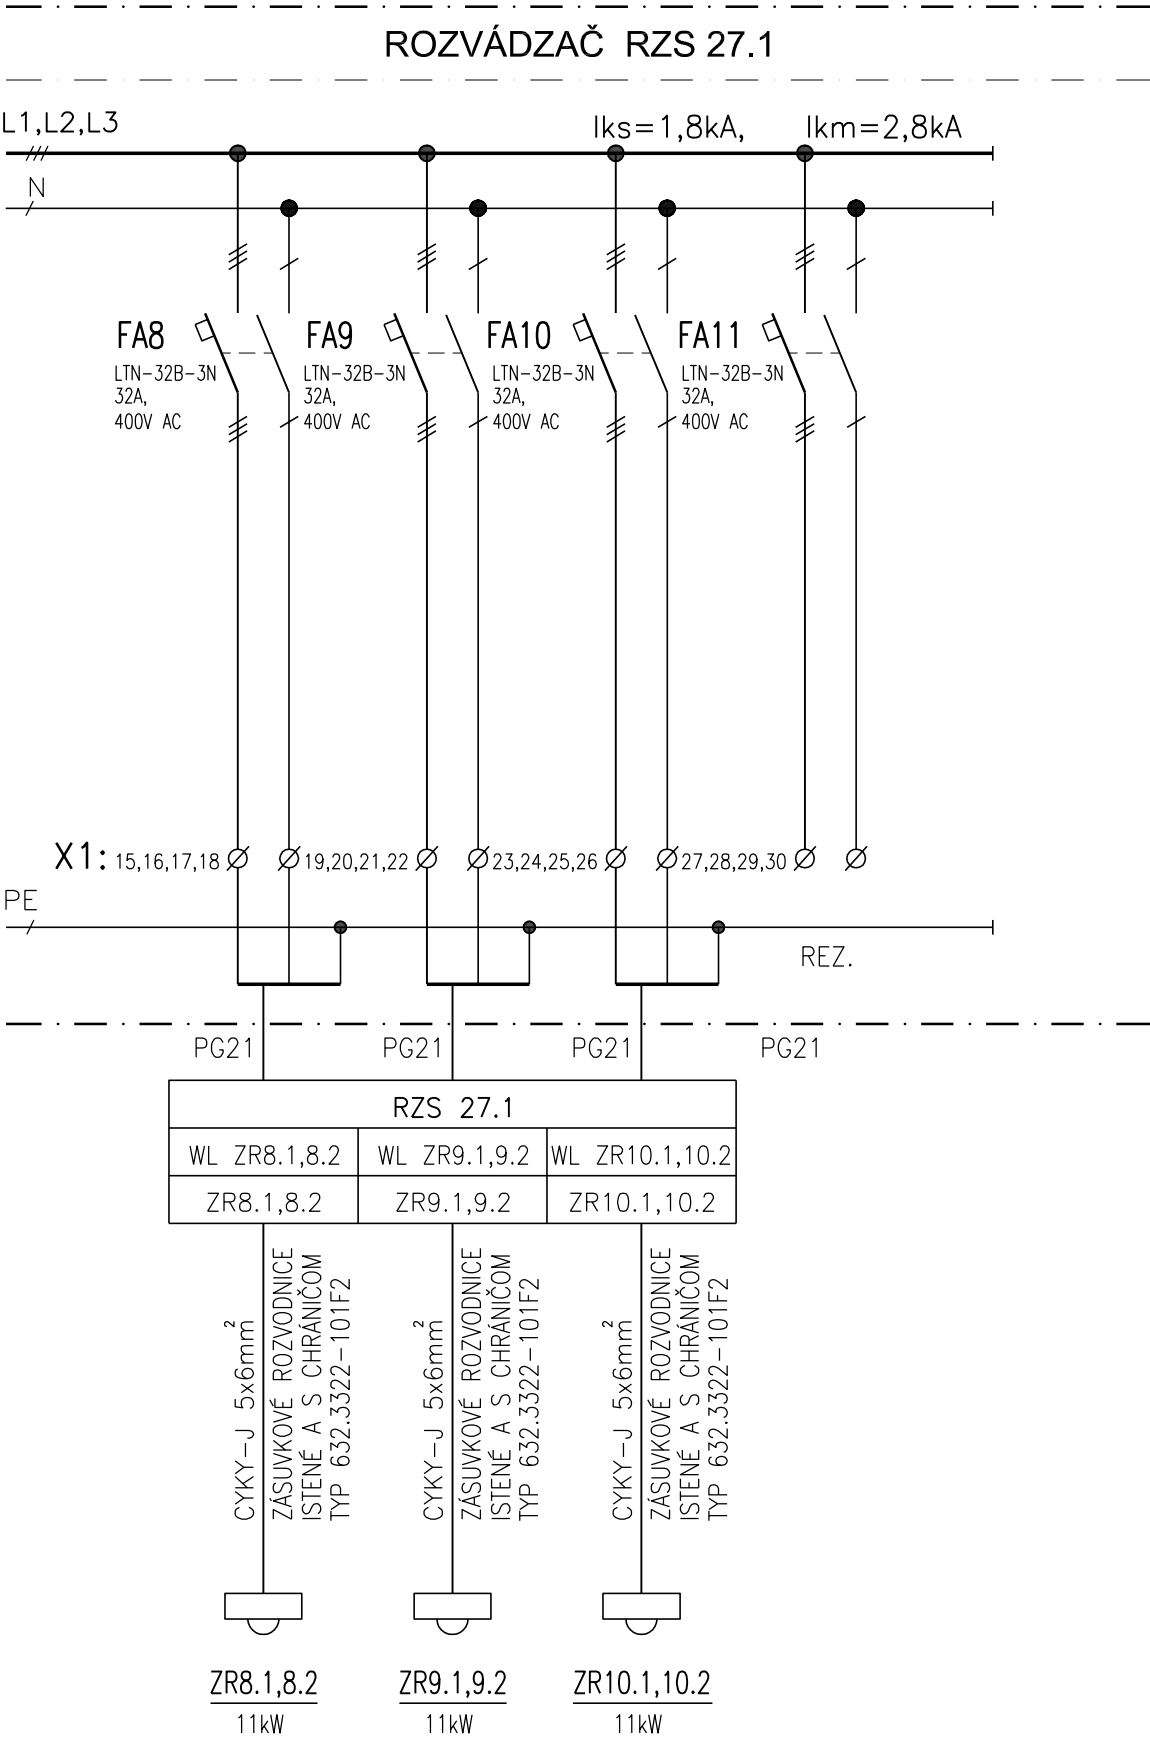 ROZVÁDZAČ RZS 27.1
L1,L2,L3
Iks=1,8kA, Ikm=2,8kA
N
FA8
LTN-32B-3N
32A,
400V AC
FA9
LTN-32B-3N
32A,
400V AC
FA10
LTN-32B-3N
32A,
400V AC
FA11
LTN-32B-3N
32A,
400V AC
X1: 15,16,17,18 19,20,21,22 23,24,25,26 27,28,29,30
PE
REZ.
PG21 PG21 PG21 PG21
RZS 27.1
WL ZR8.1,8.2 WL ZR9.1,9.2 WL ZR10.1,10.2
ZR8.1,8.2 ZR9.1,9.2 ZR10.1,10.2
CYKY-J 5x6mm²
ZÁSUVKOVÉ ROZVODNICE
ISTENÉ A S CHRÁNIČOM
TYP 632.3322-101F2
CYKY-J 5x6mm²
ZÁSUVKOVÉ ROZVODNICE
ISTENÉ A S CHRÁNIČOM
TYP 632.3322-101F2
CYKY-J 5x6mm²
ZÁSUVKOVÉ ROZVODNICE
ISTENÉ A S CHRÁNIČOM
TYP 632.3322-101F2
ZR8.1,8.2 ZR9.1,9.2 ZR10.1,10.2
11kW 11kW 11kW